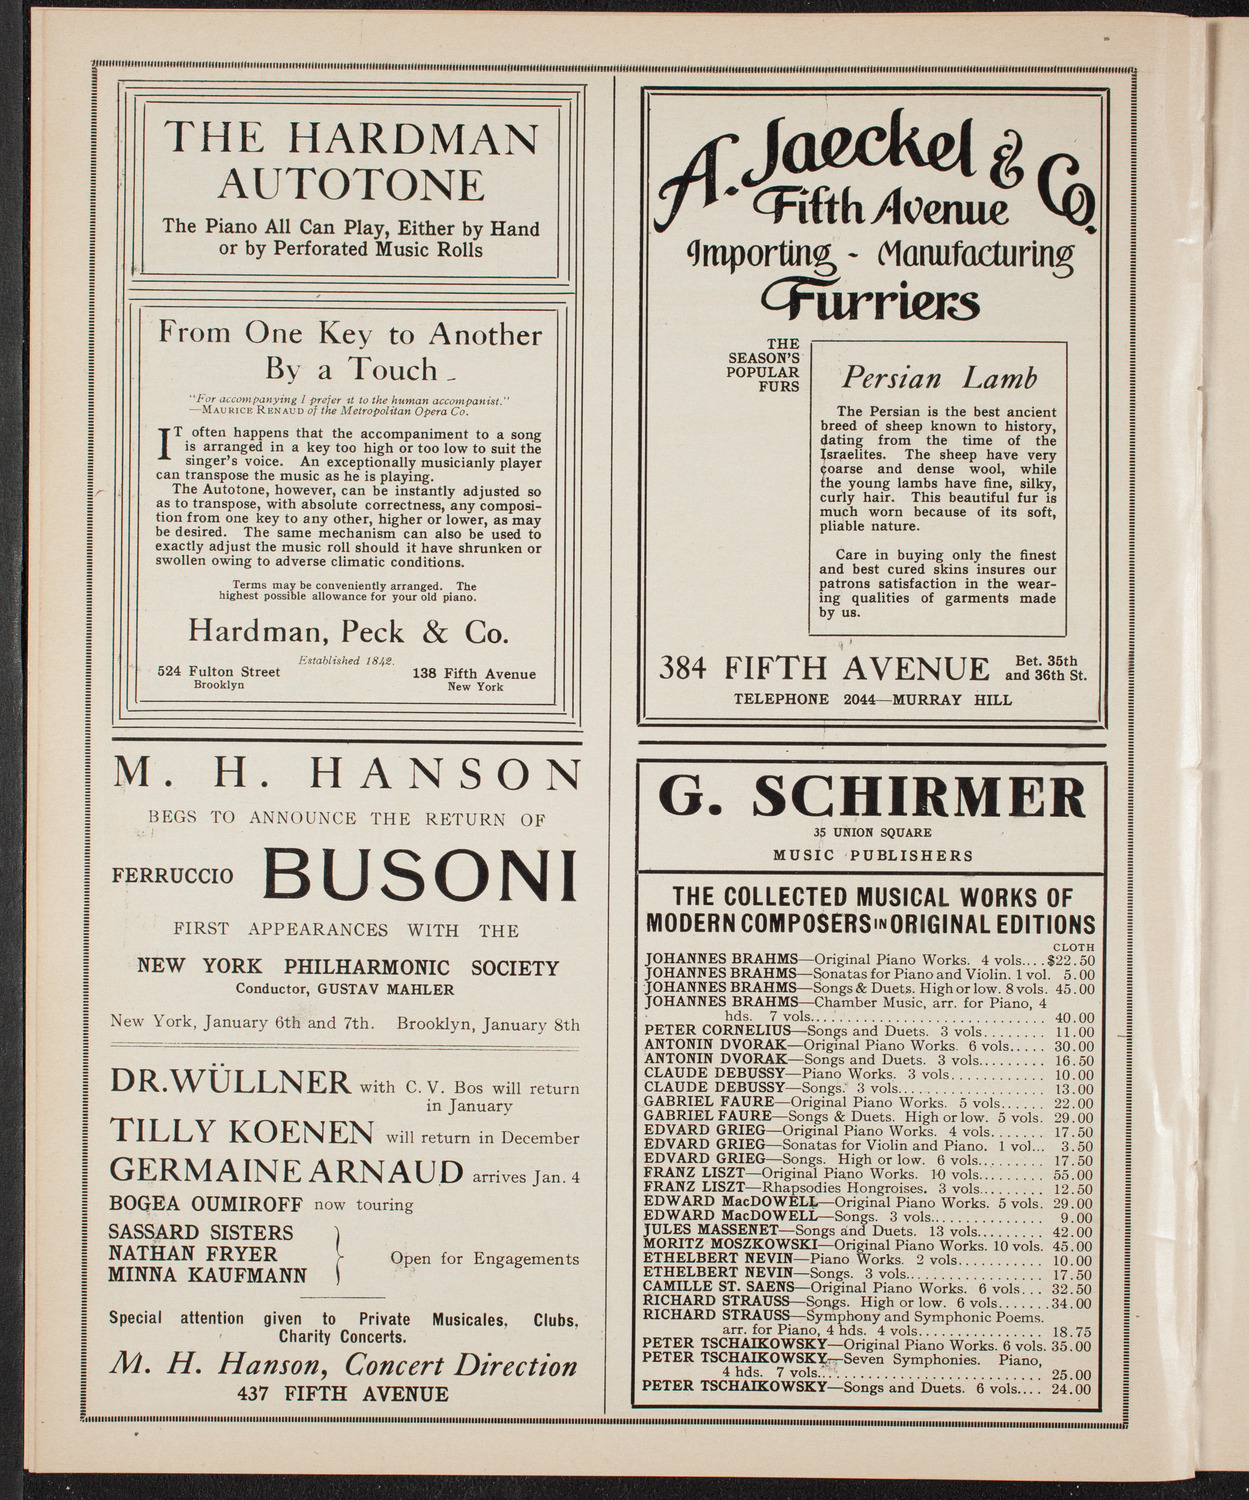 THE HARDMAN
AUTOTONE
The Piano All Can Play, Either by Hand
or by Perforated Music Rolls
From One Key to Another
By a Touch
"For accompanying I prefer it to the human accompanist."
—MAURICE RENAUD of the Metropolitan Opera Co.
IT often happens that the accompaniment to a song
is arranged in a key too high or too low to suit the
singer's voice. An exceptionally musicianly player
can transpose the music as he is playing.
The Autotone, however, can be instantly adjusted so
as to transpose, with absolute correctness, any composi-
tion from one key to any other, higher or lower, as may
be desired. The same mechanism can also be used to
exactly adjust the music roll should it have shrunken or
swollen owing to adverse climatic conditions.
Terms may be conveniently arranged. The
highest possible allowance for your old piano.
Hardman, Peck & Co.
Established 1842.
524 Fulton Street
Brooklyn
138 Fifth Avenue
New York
M. H. HANSON
BEGS TO ANNOUNCE THE RETURN OF
FERRUCCIO BUSONI
FIRST APPEARANCES WITH THE
NEW YORK PHILHARMONIC SOCIETY
Conductor, GUSTAV MAHLER
New York, January 6th and 7th. Brooklyn, January 8th
DR. WÜLLNER with C. V. Bos will return
in January
TILLY KOENEN will return in December
GERMAINE ARNAUD arrives Jan. 4
BOGEA OUMIROFF now touring
SASSARD SISTERS
NATHAN FRYER
MINNA KAUFMANN
Open for Engagements
Special attention given to Private Musicales, Clubs,
Charity Concerts.
M. H. Hanson, Concert Direction
437 FIFTH AVENUE
A. Jaeckel & Co.
Fifth Avenue
Importing - Manufacturing
Furriers
THE
SEASON'S
POPULAR
FURS
Persian Lamb
The Persian is the best ancient
breed of sheep known to history,
dating from the time of the
Israelites. The sheep have very
coarse and dense wool, while
the young lambs have fine, silky,
curly hair. This beautiful fur is
much worn because of its soft,
pliable nature.
Care in buying only the finest
and best cured skins insures our
patrons satisfaction in the wear-
ing qualities of garments made
by us.
384 FIFTH AVENUE Bet. 35th
and 36th St.
TELEPHONE 2044—MURRAY HILL
G. SCHIRMER
35 UNION SQUARE
MUSIC PUBLISHERS
THE COLLECTED MUSICAL WORKS OF
MODERN COMPOSERS IN ORIGINAL EDITIONS
CLOTH
JOHANNES BRAHMS—Original Piano Works. 4 vols....$22.50
JOHANNES BRAHMS—Sonatas for Piano and Violin. 1 vol. 5.00
JOHANNES BRAHMS—Songs & Duets. High or low. 8 vols. 45.00
JOHANNES BRAHMS—Chamber Music, arr. for Piano, 4
hds. 7 vols................................ 40.00
PETER CORNELIUS—Songs and Duets. 3 vols......... 11.00
ANTONIN DVORAK—Original Piano Works. 6 vols..... 30.00
ANTONIN DVORAK—Songs and Duets. 3 vols......... 16.50
CLAUDE DEBUSSY—Piano Works. 3 vols............ 10.00
CLAUDE DEBUSSY—Songs. 3 vols.................. 13.00
GABRIEL FAURE—Original Piano Works. 5 vols...... 22.00
GABRIEL FAURE—Songs & Duets. High or low. 5 vols. 29.00
EDVARD GRIEG—Original Piano Works. 4 vols....... 17.50
EDVARD GRIEG—Sonatas for Violin and Piano. 1 vol... 3.50
EDVARD GRIEG—Songs. High or low. 6 vols......... 17.50
FRANZ LISZT—Original Piano Works. 10 vols........ 55.00
FRANZ LISZT—Rhapsodies Hongroises. 3 vols......... 12.50
EDWARD MacDOWELL—Original Piano Works. 5 vols. 29.00
EDWARD MacDOWELL—Songs. 3 vols............... 9.00
JULES MASSENET—Songs and Duets. 13 vols......... 42.00
MORITZ MOSZKOWSKI—Original Piano Works. 10 vols. 45.00
ETHELBERT NEVIN—Piano Works. 2 vols........... 10.00
ETHELBERT NEVIN—Songs. 3 vols.................. 17.50
CAMILLE ST. SAENS—Original Piano Works. 6 vols... 32.50
RICHARD STRAUSS—Songs. High or low. 6 vols.......34.00
RICHARD STRAUSS—Symphony and Symphonic Poems.
arr. for Piano, 4 hds. 4 vols................ 18.75
PETER TSCHAIKOWSKY—Original Piano Works. 6 vols. 35.00
PETER TSCHAIKOWSKY—Seven Symphonies. Piano,
4 hds. 7 vols............................ 25.00
PETER TSCHAIKOWSKY—Songs and Duets. 6 vols.... 24.00